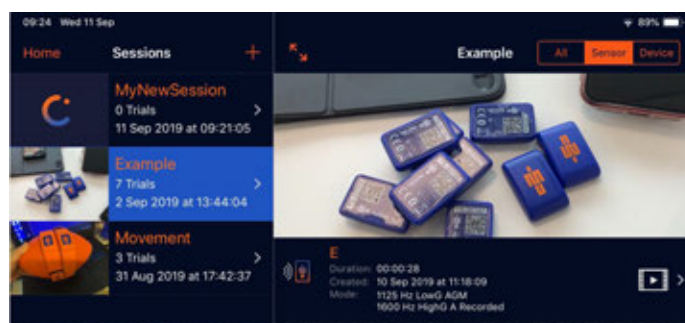 09:24 Wed 11 Sep
89%
Home
Sessions
+
Example
All
Sensor
Device
MyNewSession
0 Trials
11 Sep 2019 at 09:21:05
Example
7 Trials
2 Sep 2019 at 13:44:04
Movement
3 Trials
31 Aug 2019 at 17:42:37
E
Duration: 00:00:28
Created: 10 Sep 2019 at 11:18:09
Mode: 1125 Hz LowG AGM
1600 Hz HighG A Recorded